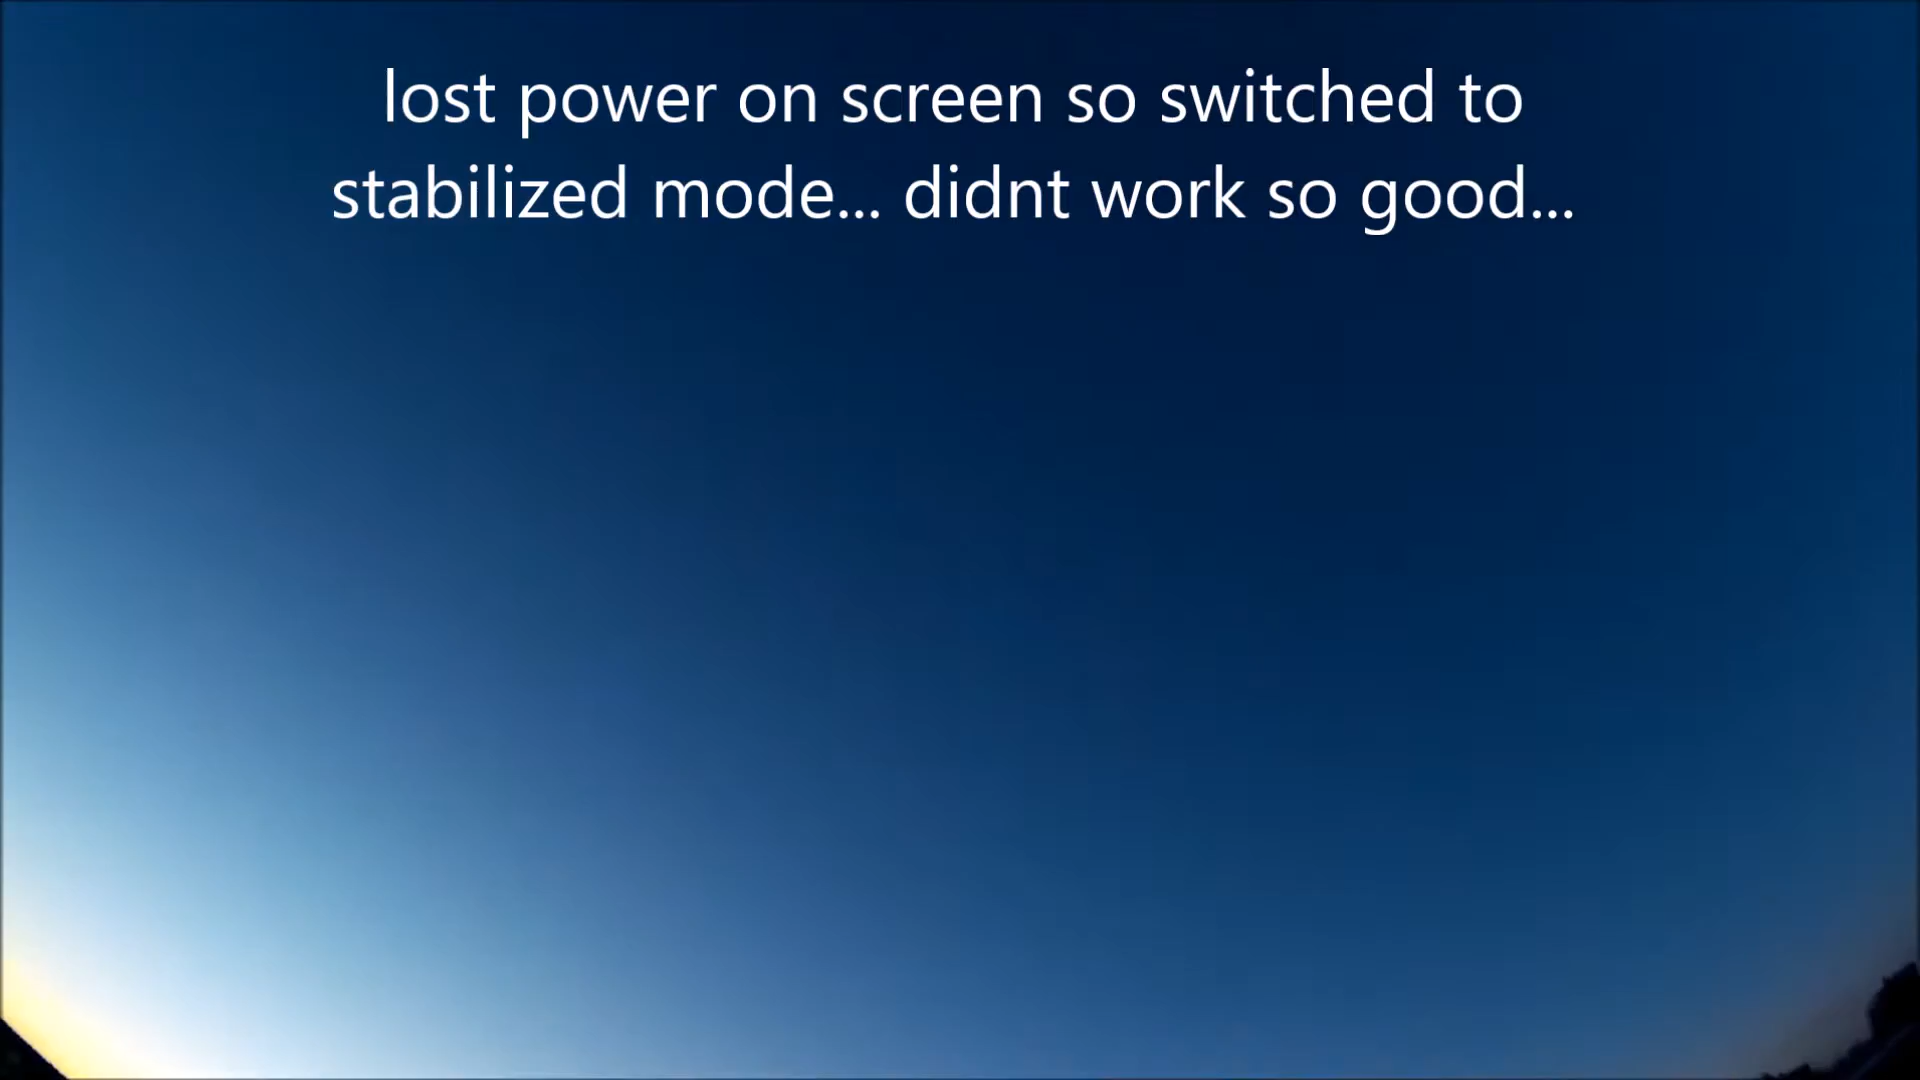 lost power on screen so switched to
stabilized mode... didnt work so good...